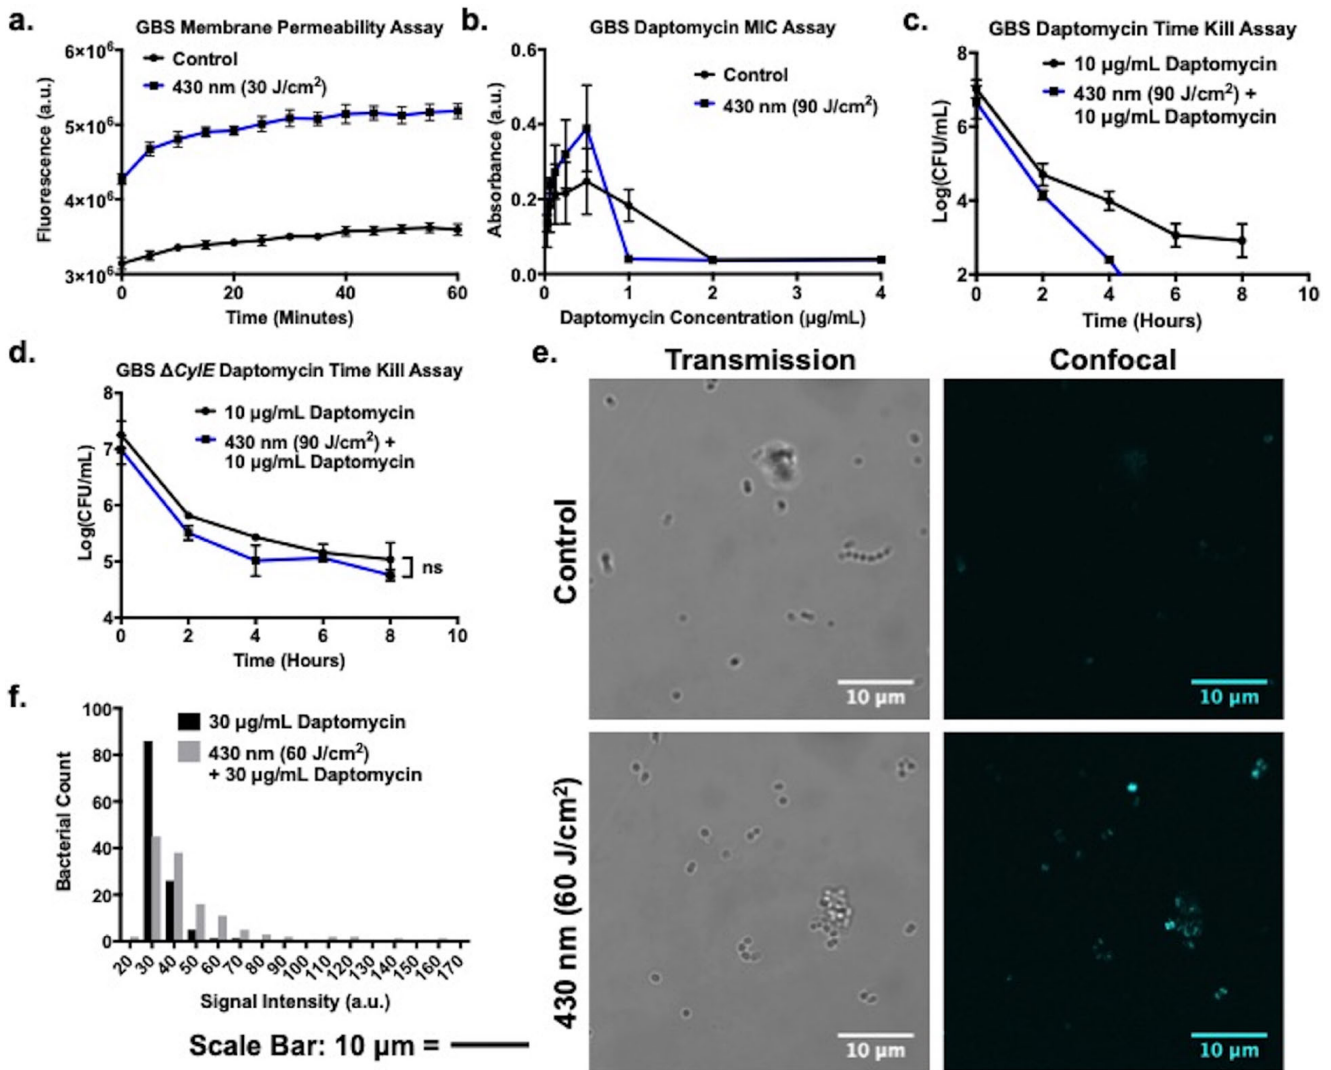 a.
GBS Membrane Permeability Assay
Control
430 nm (30 J/cm²)
6×10⁶
5×10⁶
4×10⁶
3×10⁶
Fluorescence (a.u.)
0 20 40 60
Time (Minutes)
b.
GBS Daptomycin MIC Assay
Control
430 nm (90 J/cm²)
0.6
0.4
0.2
0.0
Absorbance (a.u.)
0 1 2 3 4
Daptomycin Concentration (µg/mL)
c.
GBS Daptomycin Time Kill Assay
10 µg/mL Daptomycin
430 nm (90 J/cm²) +
10 µg/mL Daptomycin
8
6
4
2
Log(CFU/mL)
0 2 4 6 8 10
Time (Hours)
d.
GBS ΔCylE Daptomycin Time Kill Assay
10 µg/mL Daptomycin
430 nm (90 J/cm²) +
10 µg/mL Daptomycin
8
7
6
5
4
Log(CFU/mL)
ns
0 2 4 6 8 10
Time (Hours)
e.
Transmission
Confocal
Control
10 µm
10 µm
430 nm (60 J/cm²)
10 µm
10 µm
f.
30 µg/mL Daptomycin
430 nm (60 J/cm²)
+ 30 µg/mL Daptomycin
100
80
60
40
20
0
Bacterial Count
20 30 40 50 60 70 80 90 100 110 120 130 140 150 160 170
Signal Intensity (a.u.)
Scale Bar: 10 µm =